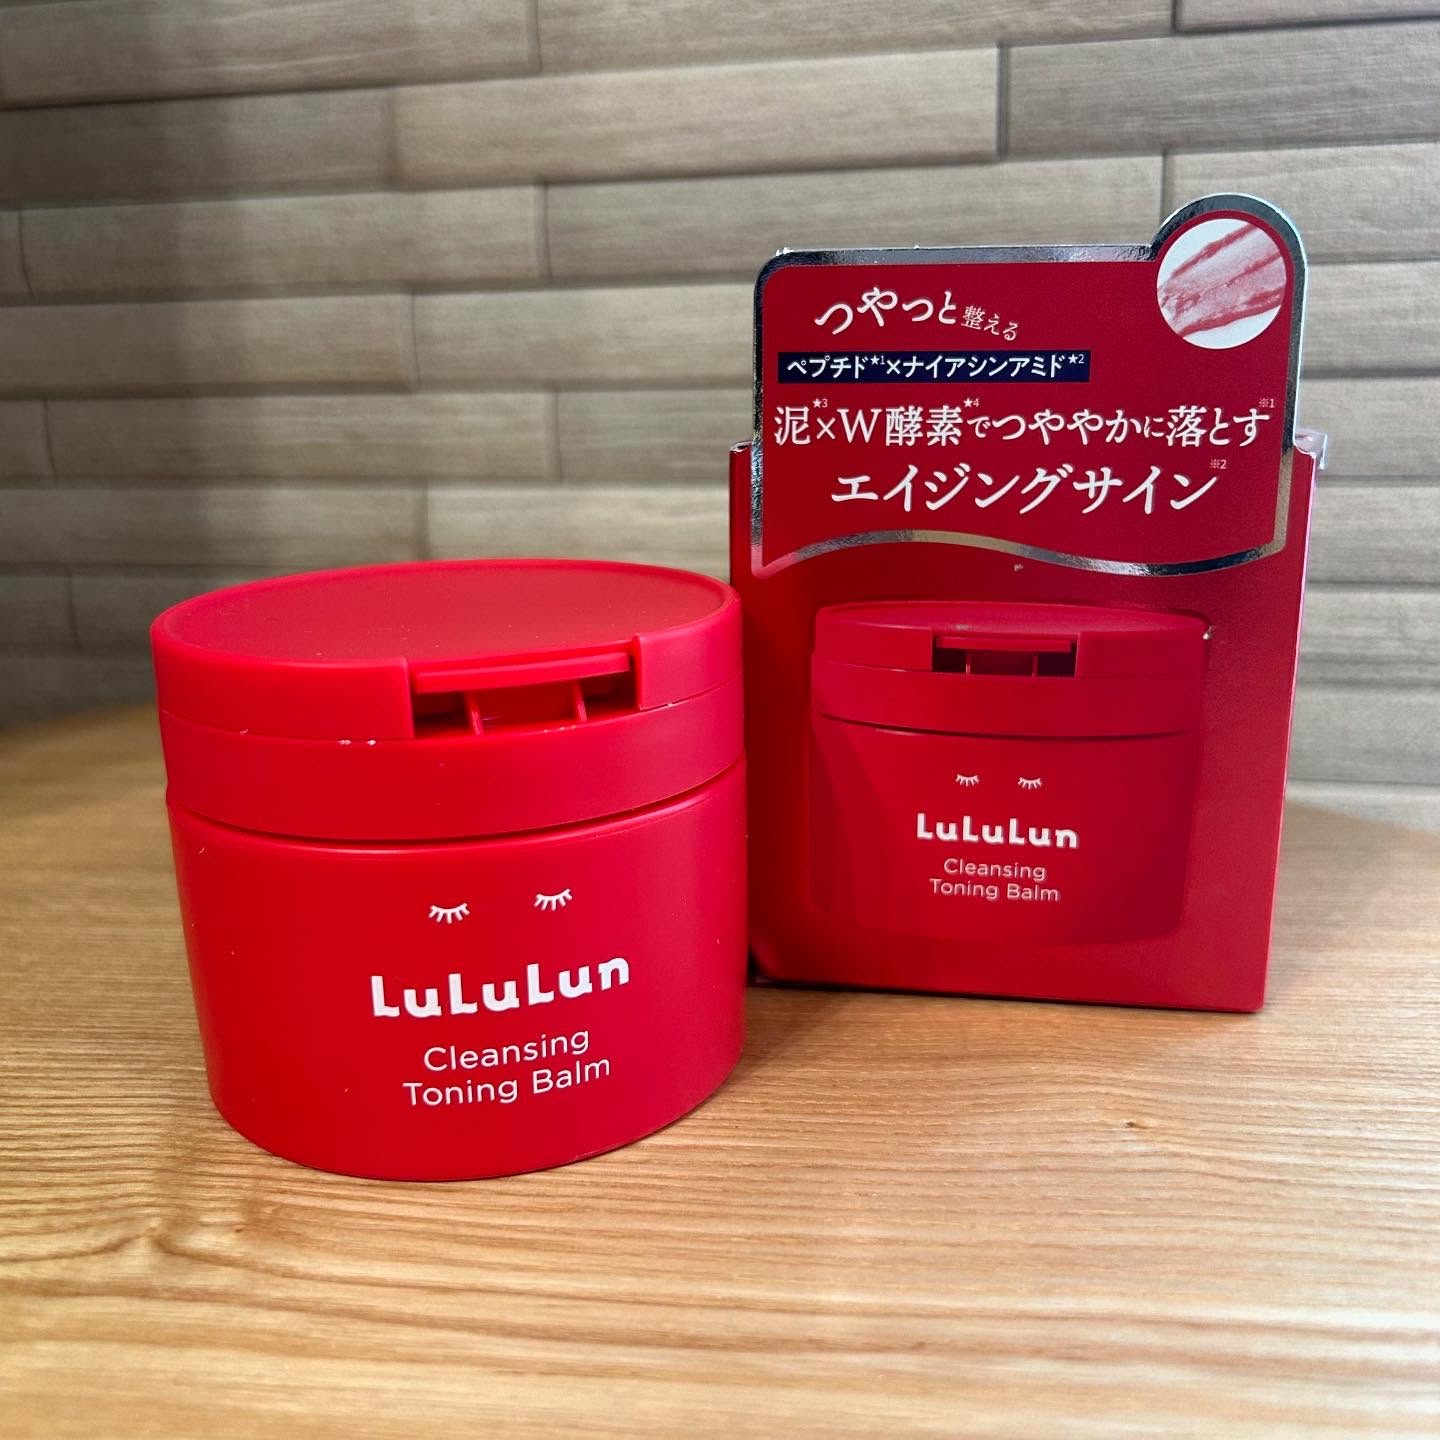 つやっと整える
ペプチド★1×ナイアシンアミド★2
泥★3×W酵素★4でつややかに落とす※1
エイジングサイン※2
LuLuLun
Cleansing
Toning Balm
LuLuLun
Cleansing
Toning Balm